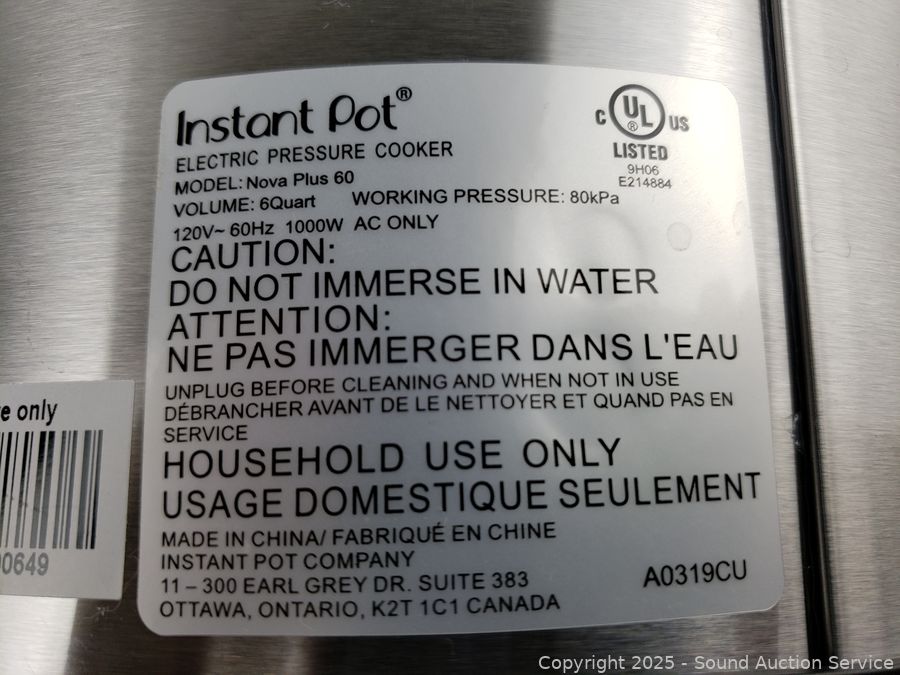 Instant Pot®
ELECTRIC PRESSURE COOKER
MODEL: Nova Plus 60
VOLUME: 6Quart WORKING PRESSURE: 80kPa
120V~ 60Hz 1000W AC ONLY
C UL® US
LISTED
9H06
E214884
CAUTION:
DO NOT IMMERSE IN WATER
ATTENTION:
NE PAS IMMERGER DANS L'EAU
UNPLUG BEFORE CLEANING AND WHEN NOT IN USE
DÉBRANCHER AVANT DE LE NETTOYER ET QUAND PAS EN
SERVICE
HOUSEHOLD USE ONLY
USAGE DOMESTIQUE SEULEMENT
MADE IN CHINA/ FABRIQUÉ EN CHINE
INSTANT POT COMPANY
11 – 300 EARL GREY DR. SUITE 383
OTTAWA, ONTARIO, K2T 1C1 CANADA
A0319CU
only
0649
Copyright © 2025 - Sound Auction Service